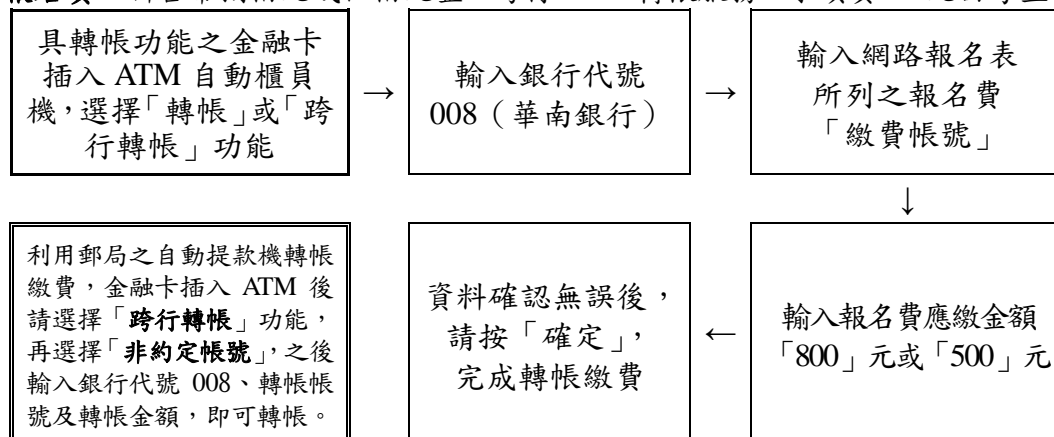 具轉帳功能之金融卡
插入 ATM 自動櫃員
機，選擇「轉帳」或「跨
行轉帳」功能
→
輸入銀行代號
008（華南銀行）
→
輸入網路報名表
所列之報名費
「繳費帳號」
↓
輸入報名費應繳金額
「800」元或「500」元
←
資料確認無誤後，
請按「確定」，
完成轉帳繳費
利用郵局之自動提款機轉帳
繳費，金融卡插入 ATM 後
請選擇「跨行轉帳」功能，
再選擇「非約定帳號」，之後
輸入銀行代號 008、轉帳帳
號及轉帳金額，即可轉帳。